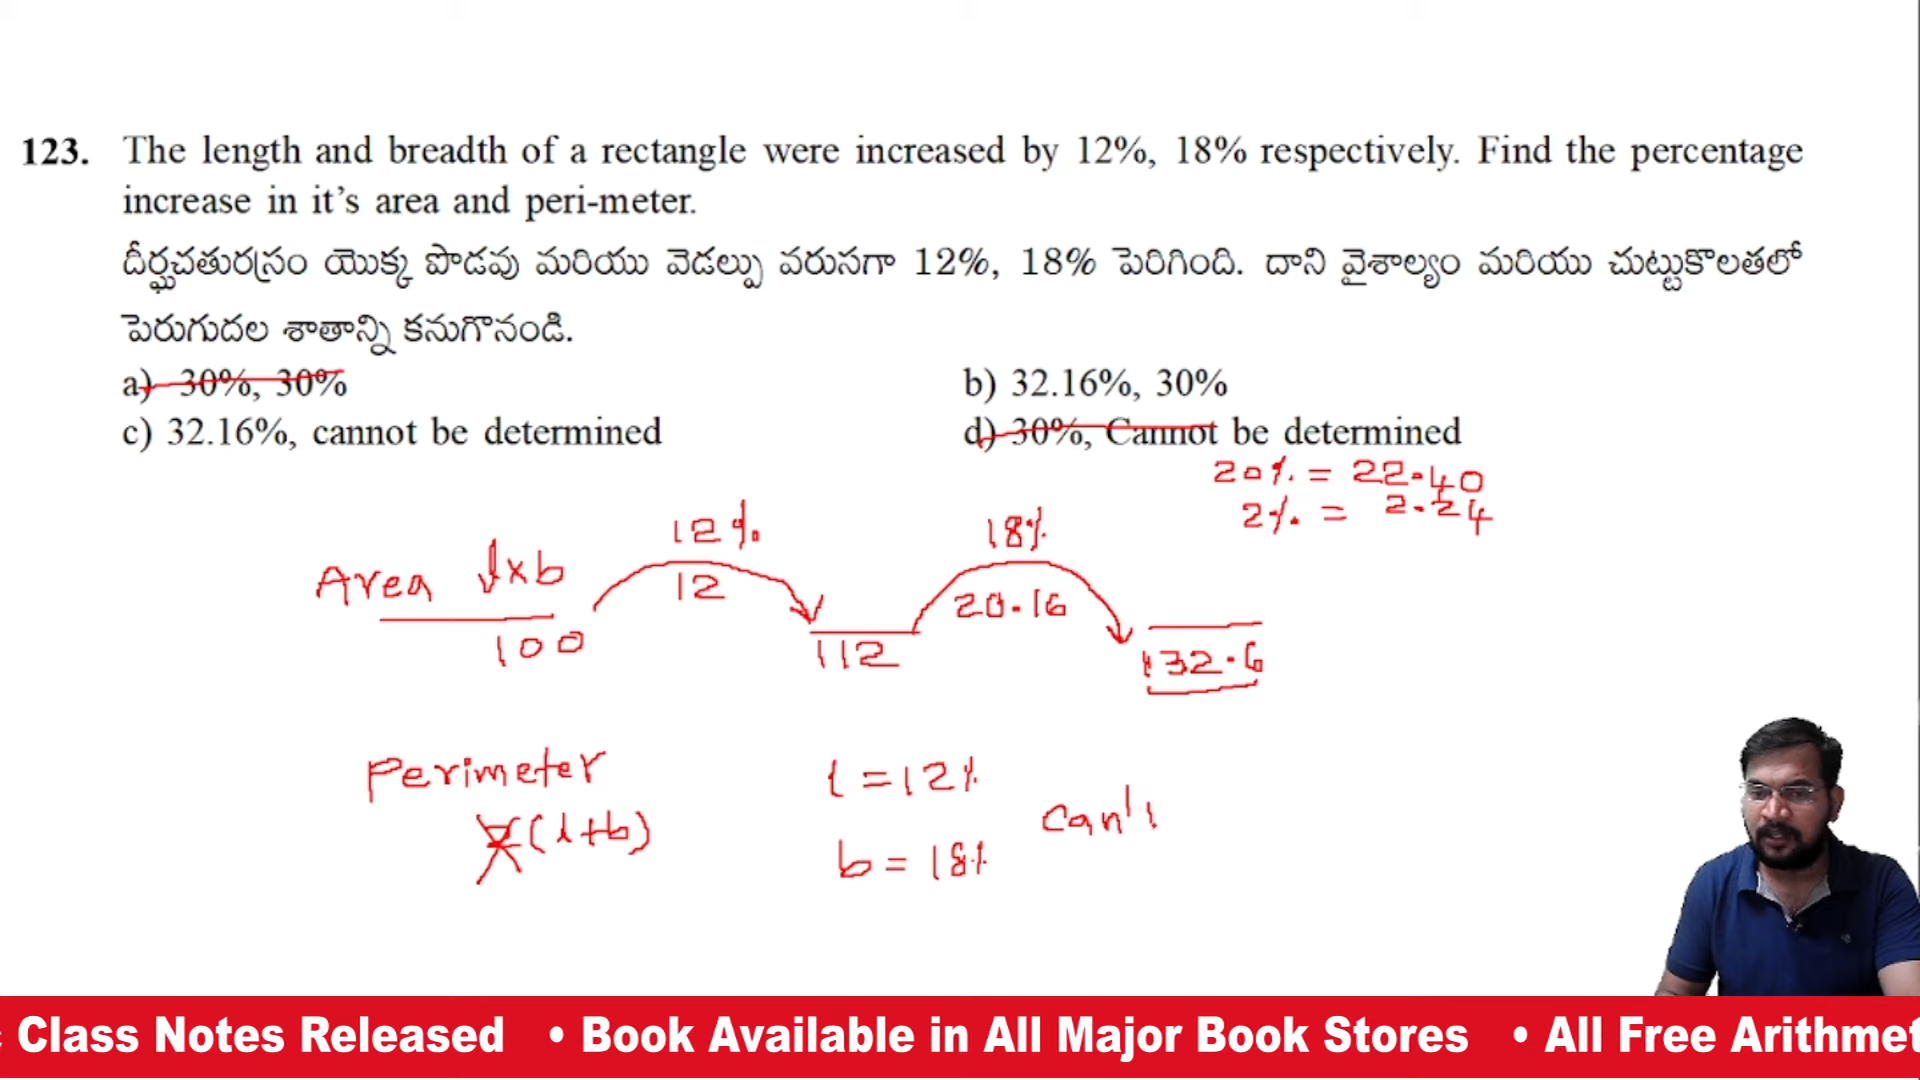 123. The length and breadth of a rectangle were increased by 12%, 18% respectively. Find the percentage
increase in it's area and peri-meter.
దీర్ఘచతురస్రం యొక్క పొడవు మరియు వెడల్పు వరుసగా 12%, 18% పెరిగింది. దాని వైశాల్యం మరియు చుట్టుకొలతలో
పెరుగుదల శాతాన్ని కనుగొనండి.
a) 30%, 30% b) 32.16%, 30%
c) 32.16%, cannot be determined d) 30%, Cannot be determined
20% = 22.40
2% = 2.24
12% 18%
Area l×b 12 20.16
100 112 132.6
Perimeter l = 12%
2(l+b) can't
b = 18%
Class Notes Released • Book Available in All Major Book Stores • All Free Arithmet